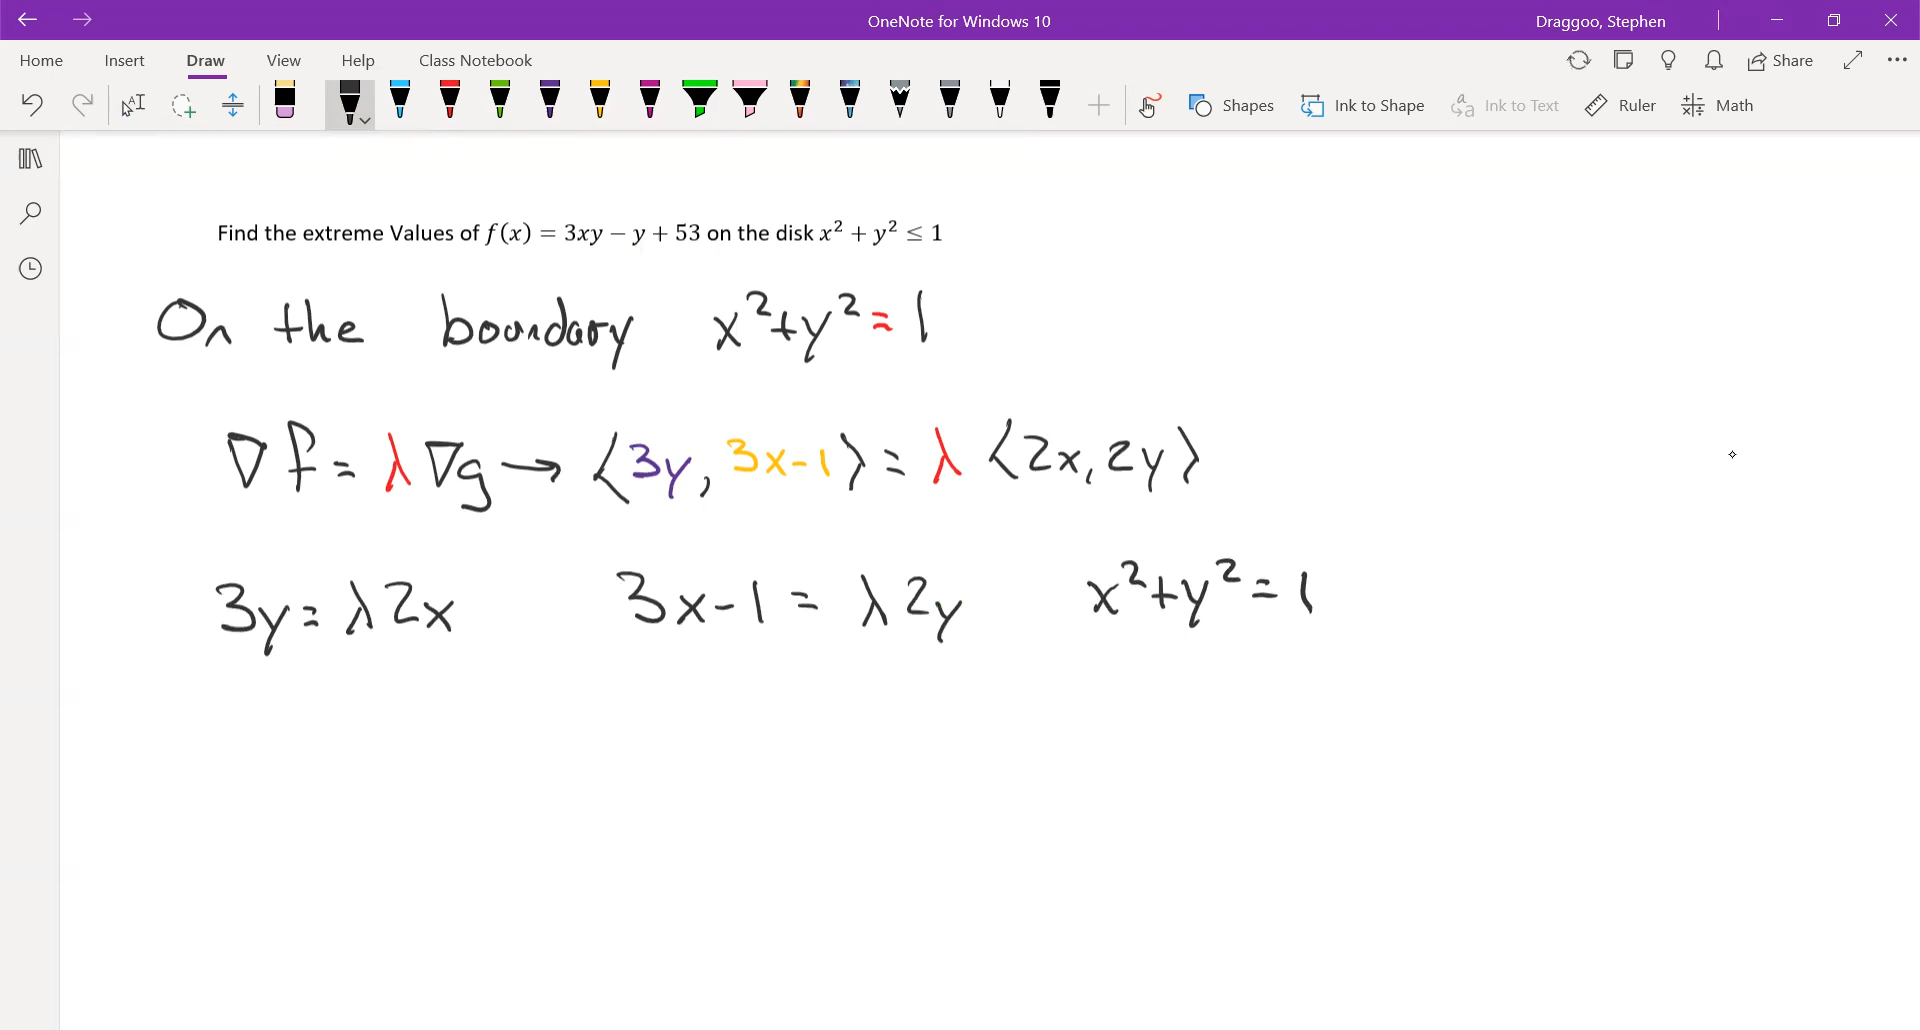 OneNote for Windows 10
Draggoo, Stephen
Home Insert Draw View Help Class Notebook Share
Shapes Ink to Shape Ink to Text Ruler Math
Find the extreme Values of f(x) = 3xy − y + 53 on the disk x² + y² ≤ 1
On the boundary x²+y² = 1
∇f = λ∇g → ⟨3y, 3x-1⟩ = λ ⟨2x, 2y⟩
3y = λ2x 3x-1 = λ2y x²+y² = 1